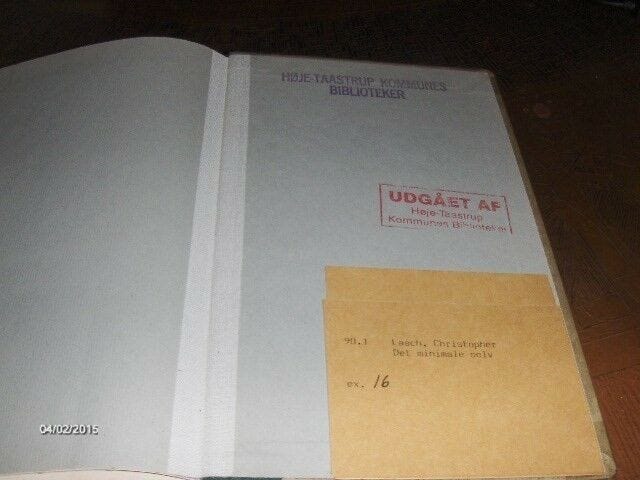 HØJE-TAASTRUP KOMMUNES
BIBLIOTEKER
UDGÅET AF
Høje-Taastrup
Kommunes Biblioteker
90.1 Lasch, Christopher
Det minimale selv
ex. 16
04/02/2015